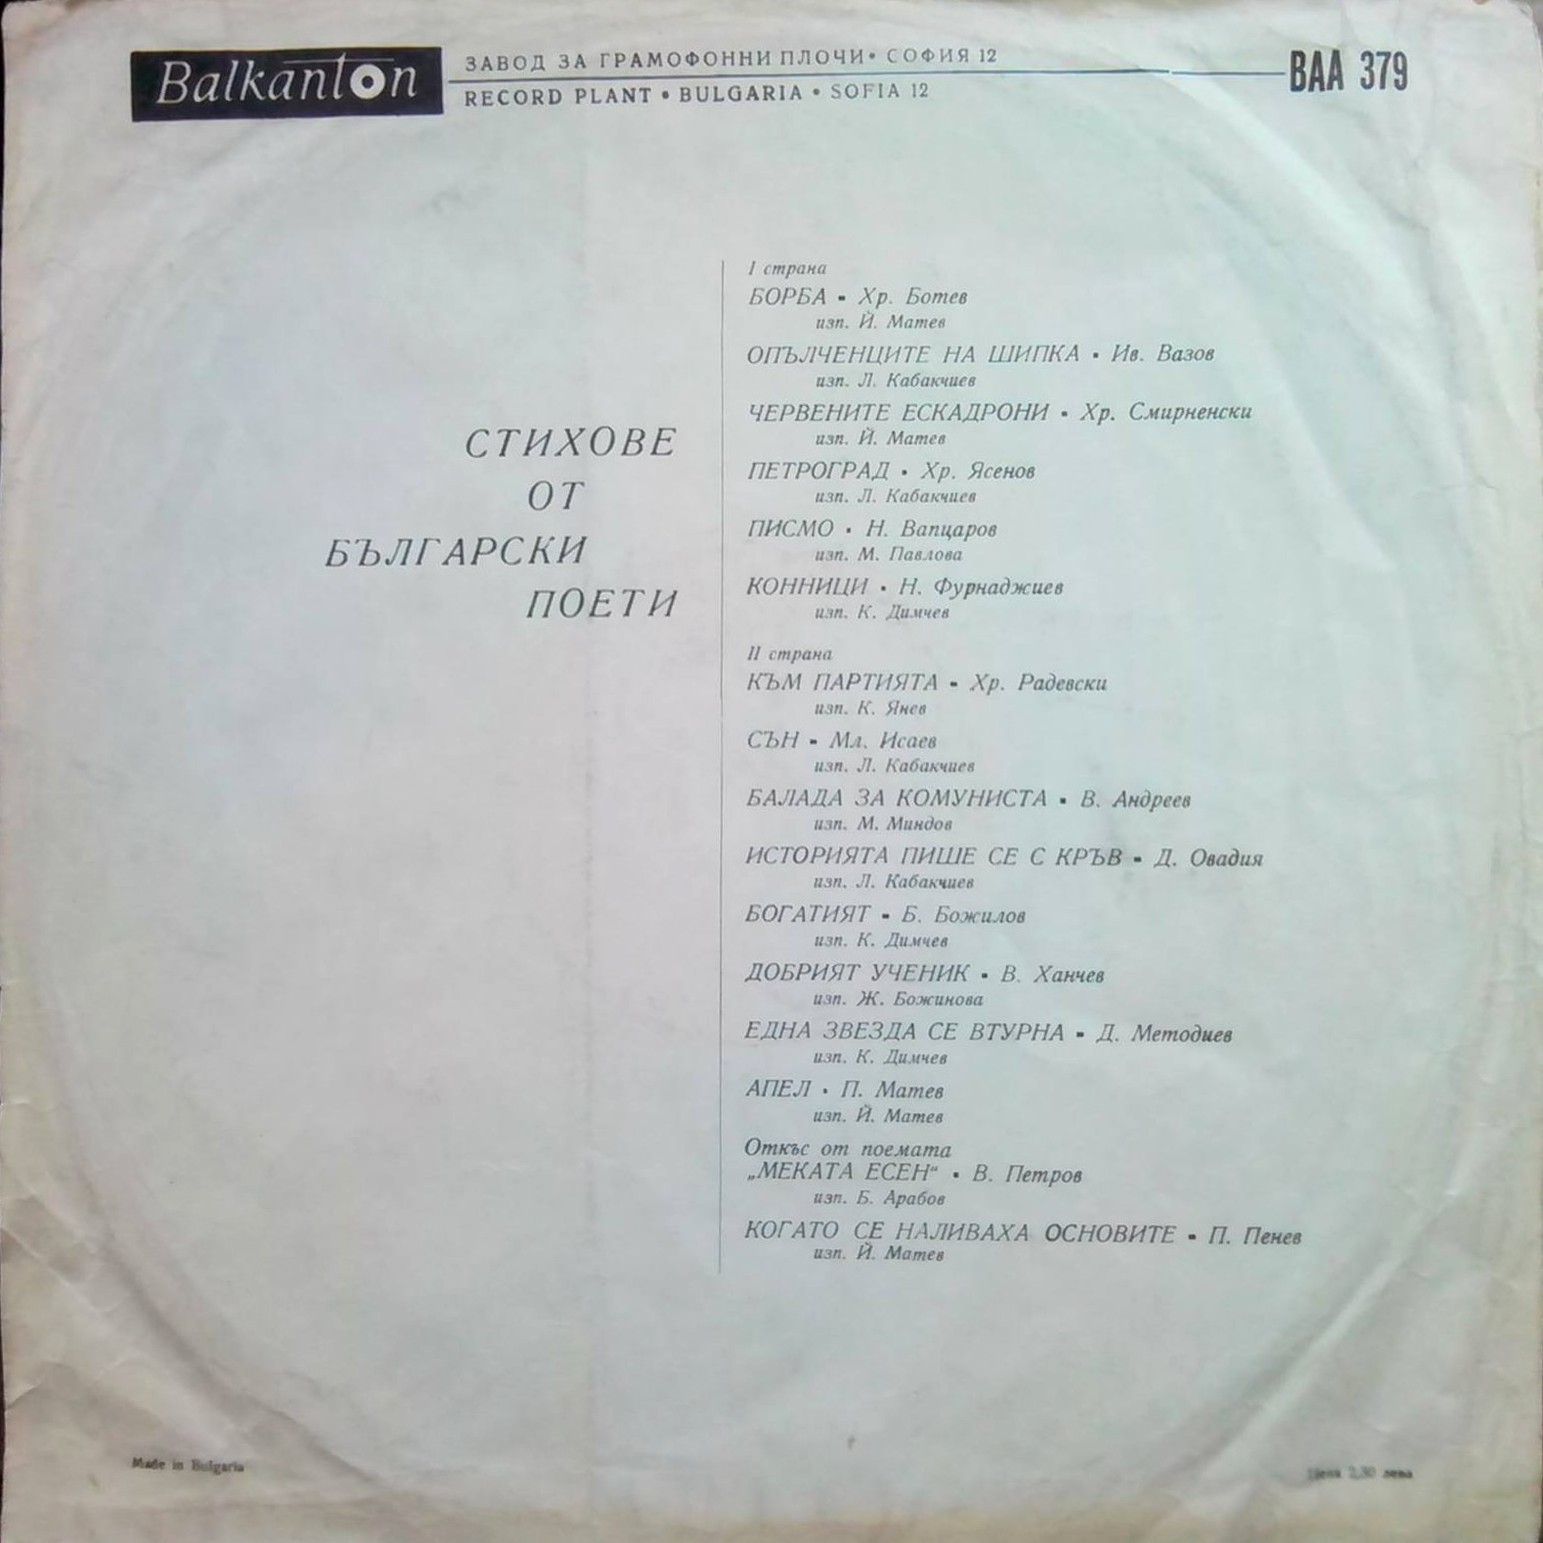 Balkanton
ЗАВОД ЗА ГРАМОФОННИ ПЛОЧИ • СОФИЯ 12
RECORD PLANT • BULGARIA • SOFIA 12
ВАА 379
СТИХОВЕ
ОТ
БЪЛГАРСКИ
ПОЕТИ
I страна
БОРБА • Хр. Ботев
изп. Й. Матев
ОПЪЛЧЕНЦИТЕ НА ШИПКА • Ив. Вазов
изп. Л. Кабакчиев
ЧЕРВЕНИТЕ ЕСКАДРОНИ • Хр. Смирненски
изп. Й. Матев
ПЕТРОГРАД • Хр. Ясенов
изп. Л. Кабакчиев
ПИСМО • Н. Вапцаров
изп. М. Павлова
КОННИЦИ • Н. Фурнаджиев
изп. К. Димчев
II страна
КЪМ ПАРТИЯТА • Хр. Радевски
изп. К. Янев
СЪН • Мл. Исаев
изп. Л. Кабакчиев
БАЛАДА ЗА КОМУНИСТА • В. Андреев
изп. М. Миндов
ИСТОРИЯТА ПИШЕ СЕ С КРЪВ • Д. Овадия
изп. Л. Кабакчиев
БОГАТИЯТ • Б. Божилов
изп. К. Димчев
ДОБРИЯТ УЧЕНИК • В. Ханчев
изп. Ж. Божинова
ЕДНА ЗВЕЗДА СЕ ВТУРНА • Д. Методиев
изп. К. Димчев
АПЕЛ • П. Матев
изп. Й. Матев
Откъс от поемата
„МЕКАТА ЕСЕН“ • В. Петров
изп. Б. Арабов
КОГАТО СЕ НАЛИВАХА ОСНОВИТЕ • П. Пенев
изп. Й. Матев
Made in Bulgaria
Цена 2,30 лева